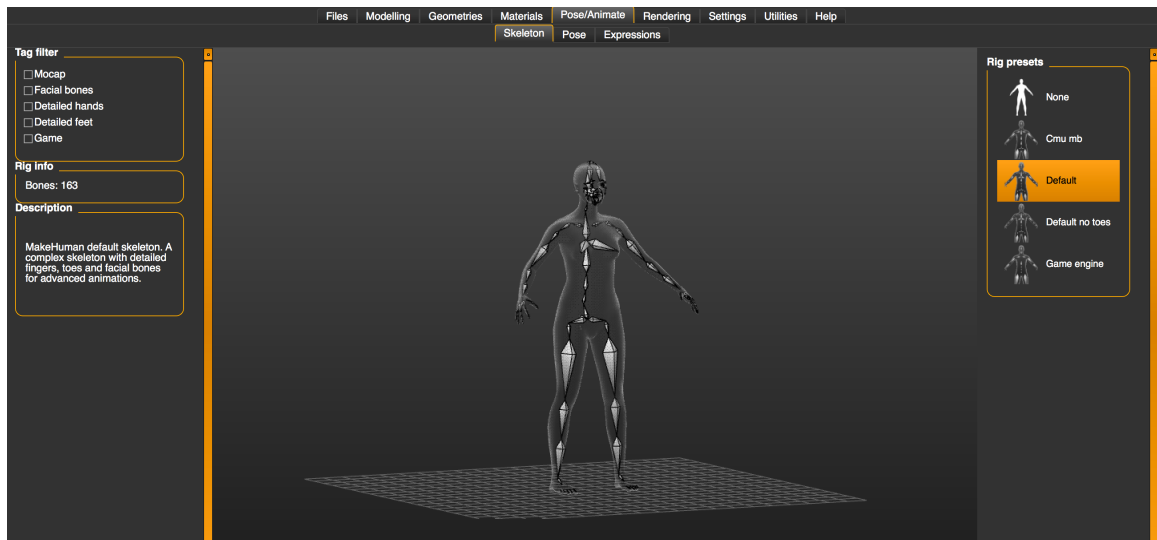 Files Modelling Geometries Materials Pose/Animate Rendering Settings Utilities Help
Skeleton Pose Expressions
Tag filter
Mocap
Facial bones
Detailed hands
Detailed feet
Game
Rig info
Bones: 163
Description
MakeHuman default skeleton. A
complex skeleton with detailed
fingers, toes and facial bones
for advanced animations.
Rig presets
None
Cmu mb
Default
Default no toes
Game engine